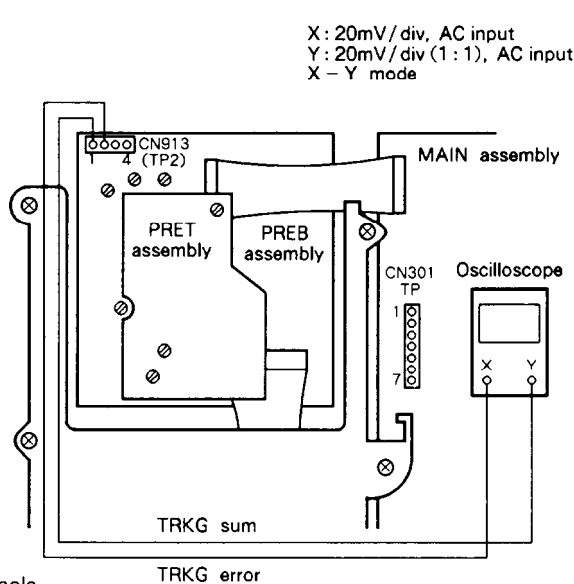 X : 20mV / div, AC input
Y : 20mV / div (1 : 1), AC input
X – Y mode
CN913
1 4 (TP2)
MAIN assembly
PRET
assembly
PREB
assembly
CN301
TP
Oscilloscope
1
7
X Y
TRKG sum
TRKG error